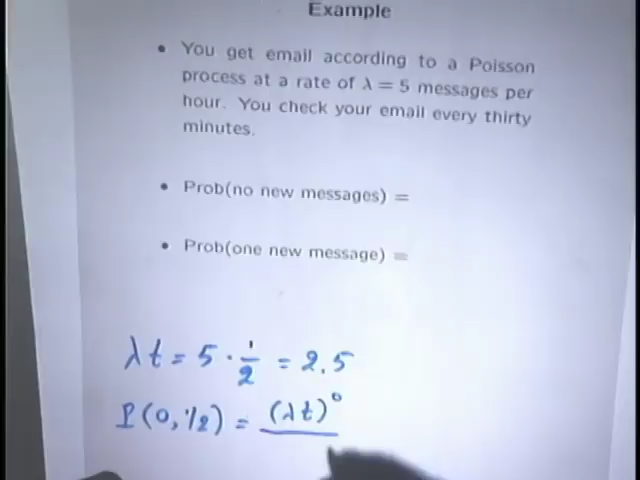 Example
• You get email according to a Poisson
process at a rate of λ = 5 messages per
hour. You check your email every thirty
minutes.
• Prob(no new messages) =
• Prob(one new message) =
λt = 5 · 1/2 = 2.5
P(0, 1/2) = (λt)⁰